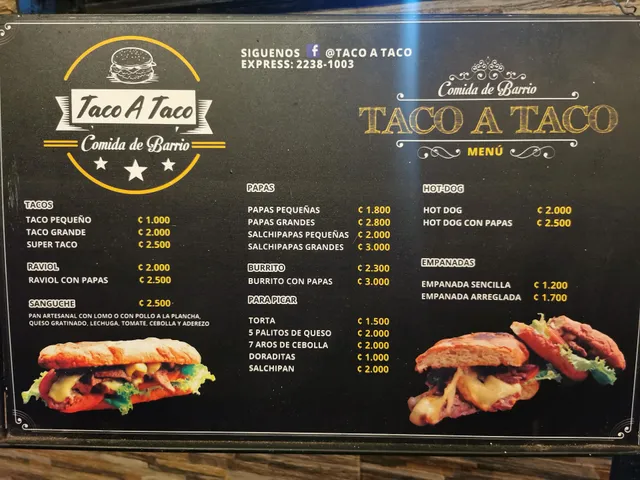 SIGUENOS f @TACO A TACO
EXPRESS: 2238-1003
Taco A Taco
Comida de Barrio
Comida de Barrio
TACO A TACO
MENÚ
TACOS
TACO PEQUEÑO ¢ 1.000
TACO GRANDE ¢ 2.000
SUPER TACO ¢ 2.500
RAVIOL ¢ 2.000
RAVIOL CON PAPAS ¢ 2.500
SANGUCHE ¢ 2.500
PAN ARTESANAL CON LOMO O CON POLLO A LA PLANCHA,
QUESO GRATINADO, LECHUGA, TOMATE, CEBOLLA Y ADEREZO
PAPAS
PAPAS PEQUEÑAS ¢ 1.800
PAPAS GRANDES ¢ 2.800
SALCHIPAPAS PEQUEÑAS ¢ 2.000
SALCHIPAPAS GRANDES ¢ 3.000
BURRITO ¢ 2.300
BURRITO CON PAPAS ¢ 3.000
PARA PICAR
TORTA ¢ 1.500
5 PALITOS DE QUESO ¢ 2.000
7 AROS DE CEBOLLA ¢ 2.000
DORADITAS ¢ 1.000
SALCHIPAN ¢ 2.000
HOT-DOG
HOT DOG ¢ 2.000
HOT DOG CON PAPAS ¢ 2.500
EMPANADAS
EMPANADA SENCILLA ¢ 1.200
EMPANADA ARREGLADA ¢ 1.700